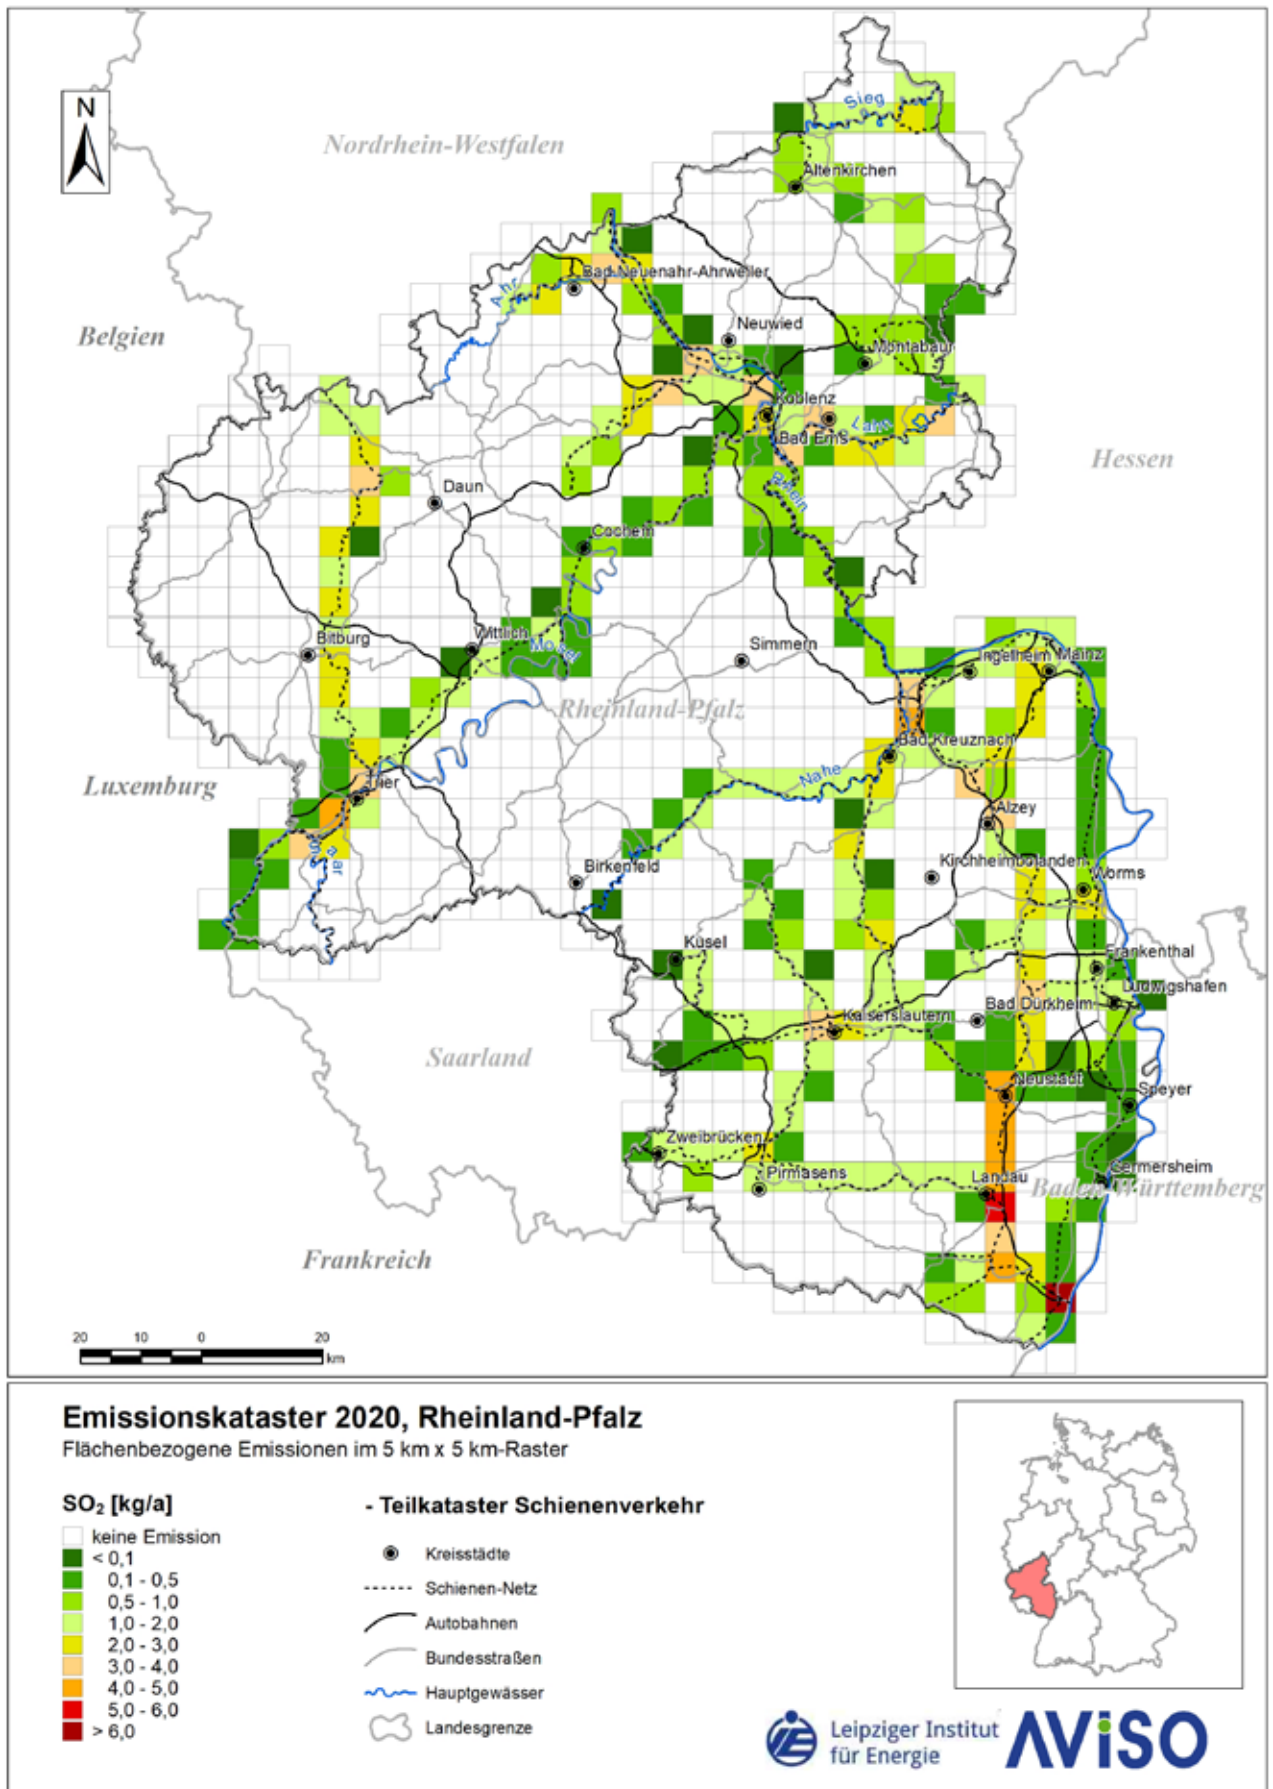 N
Nordrhein-Westfalen
Sieg
Altenkirchen
Bad Neuenahr-Ahrweiler
Ahr
Belgien
Neuwied
Montabaur
Koblenz
Lahn
Bad Ems
Hessen
Rhein
Daun
Cochem
Bitburg
Wittlich
Mosel
Simmern
Ingelheim
Mainz
Rheinland-Pfalz
Bad Kreuznach
Luxemburg
Trier
Nahe
Alzey
Saar
Birkenfeld
Kirchheimbolanden
Worms
Kusel
Frankenthal
Ludwigshafen
Bad Dürkheim
Kaiserslautern
Saarland
Neustadt
Speyer
Zweibrücken
Pirmasens
Landau
Germersheim
Baden-Württemberg
Frankreich
20 10 0 20
km
Emissionskataster 2020, Rheinland-Pfalz
Flächenbezogene Emissionen im 5 km x 5 km-Raster
SO₂ [kg/a]
keine Emission
< 0,1
0,1 - 0,5
0,5 - 1,0
1,0 - 2,0
2,0 - 3,0
3,0 - 4,0
4,0 - 5,0
5,0 - 6,0
> 6,0
- Teilkataster Schienenverkehr
Kreisstädte
Schienen-Netz
Autobahnen
Bundesstraßen
Hauptgewässer
Landesgrenze
Leipziger Institut
für Energie
AViSO